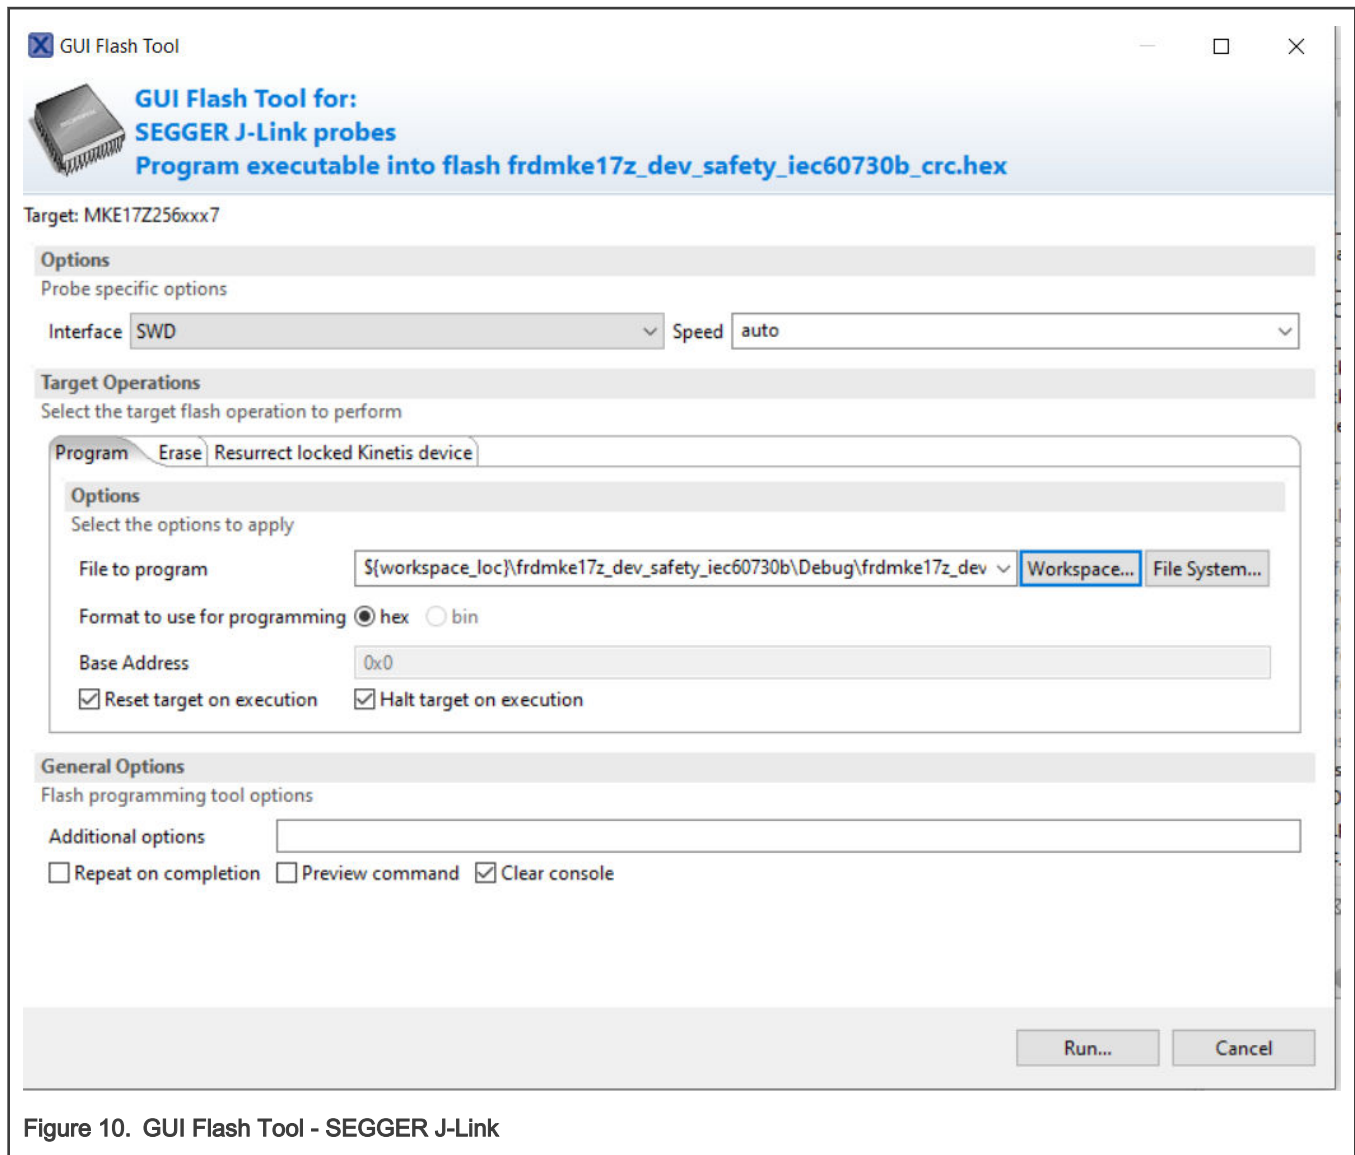 GUI Flash Tool
GUI Flash Tool for:
SEGGER J-Link probes
Program executable into flash frdmke17z_dev_safety_iec60730b_crc.hex
Target: MKE17Z256xxx7
Options
Probe specific options
Interface SWD Speed auto
Target Operations
Select the target flash operation to perform
Program Erase Resurrect locked Kinetis device
Options
Select the options to apply
File to program ${workspace_loc}\frdmke17z_dev_safety_iec60730b\Debug\frdmke17z_dev Workspace... File System...
Format to use for programming hex bin
Base Address 0x0
Reset target on execution Halt target on execution
General Options
Flash programming tool options
Additional options
Repeat on completion Preview command Clear console
Run... Cancel
Figure 10. GUI Flash Tool - SEGGER J-Link